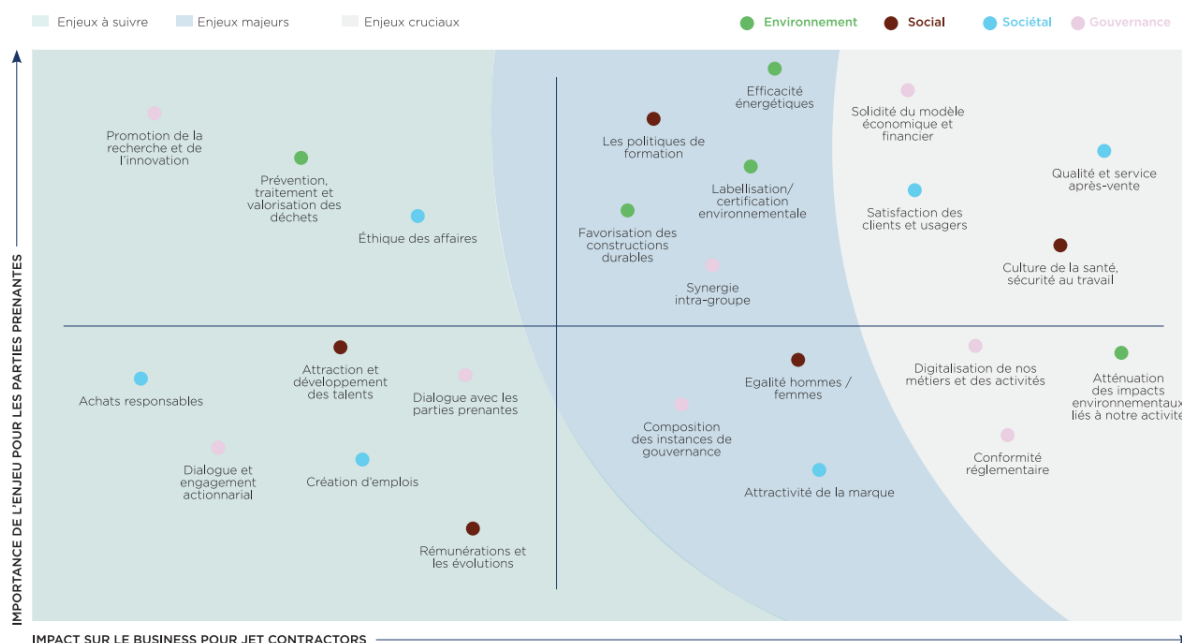 Enjeux à suivre
Enjeux majeurs
Enjeux cruciaux
Environnement
Social
Sociétal
Gouvernance
IMPORTANCE DE L'ENJEU POUR LES PARTIES PRENANTES
Promotion de la
recherche et de
l'innovation
Prévention,
traitement et
valorisation des
déchets
Éthique des affaires
Efficacité
énergétiques
Les politiques de
formation
Labellisation/
certification
environnementale
Favorisation des
constructions
durables
Synergie
intra-groupe
Solidité du modèle
économique et
financier
Qualité et service
après-vente
Satisfaction des
clients et usagers
Culture de la santé,
sécurité au travail
Achats responsables
Attraction et
développement
des talents
Dialogue avec les
parties prenantes
Dialogue et
engagement
actionnarial
Création d'emplois
Rémunérations et
les évolutions
Egalité hommes /
femmes
Composition
des instances de
gouvernance
Attractivité de la marque
Digitalisation de nos
métiers et des activités
Atténuation
des impacts
environnementaux
liés à notre activité
Conformité
réglementaire
IMPACT SUR LE BUSINESS POUR JET CONTRACTORS